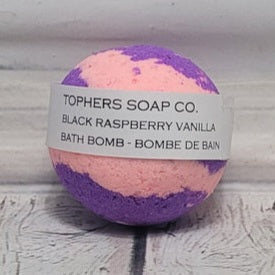 TOPHERS SOAP CO.
BLACK RASPBERRY VANILLA
BATH BOMB - BOMBE DE BAIN